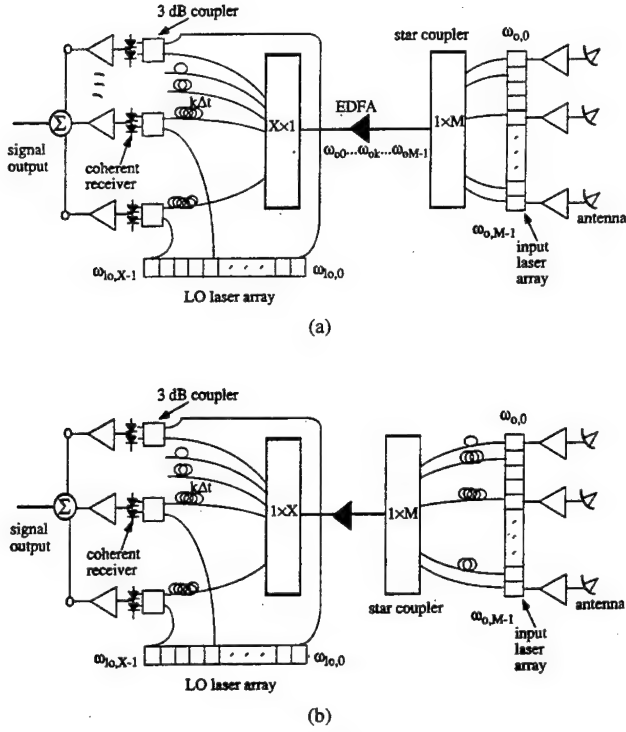 3 dB coupler
star coupler
ω_{o,0}
EDFA
kΔt
X×1
1×M
Σ
signal output
coherent receiver
ω_{o0}...ω_{ok}...ω_{oM-1}
antenna
ω_{o,M-1}
input laser array
ω_{lo,X-1}
ω_{lo,0}
LO laser array
(a)
3 dB coupler
ω_{o,0}
kΔt
1×X
1×M
Σ
signal output
coherent receiver
star coupler
antenna
ω_{o,M-1}
input laser array
ω_{lo,X-1}
ω_{lo,0}
LO laser array
(b)